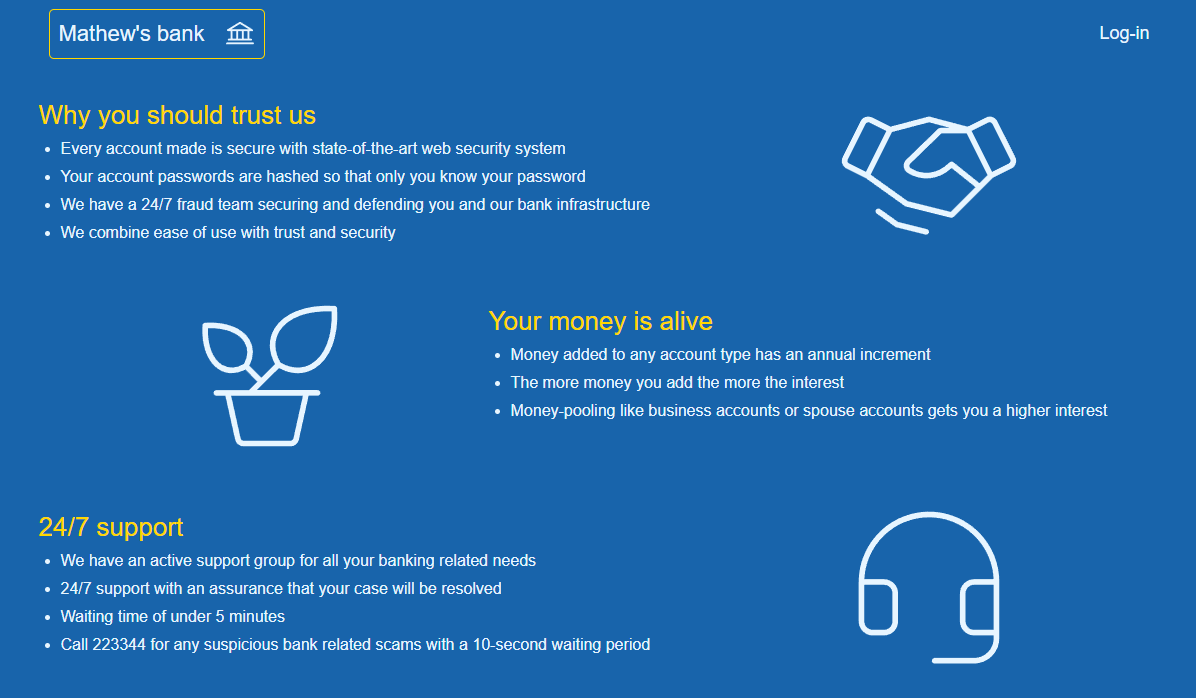 Mathew's bank
Log-in
Why you should trust us
Every account made is secure with state-of-the-art web security system
Your account passwords are hashed so that only you know your password
We have a 24/7 fraud team securing and defending you and our bank infrastructure
We combine ease of use with trust and security
Your money is alive
Money added to any account type has an annual increment
The more money you add the more the interest
Money-pooling like business accounts or spouse accounts gets you a higher interest
24/7 support
We have an active support group for all your banking related needs
24/7 support with an assurance that your case will be resolved
Waiting time of under 5 minutes
Call 223344 for any suspicious bank related scams with a 10-second waiting period